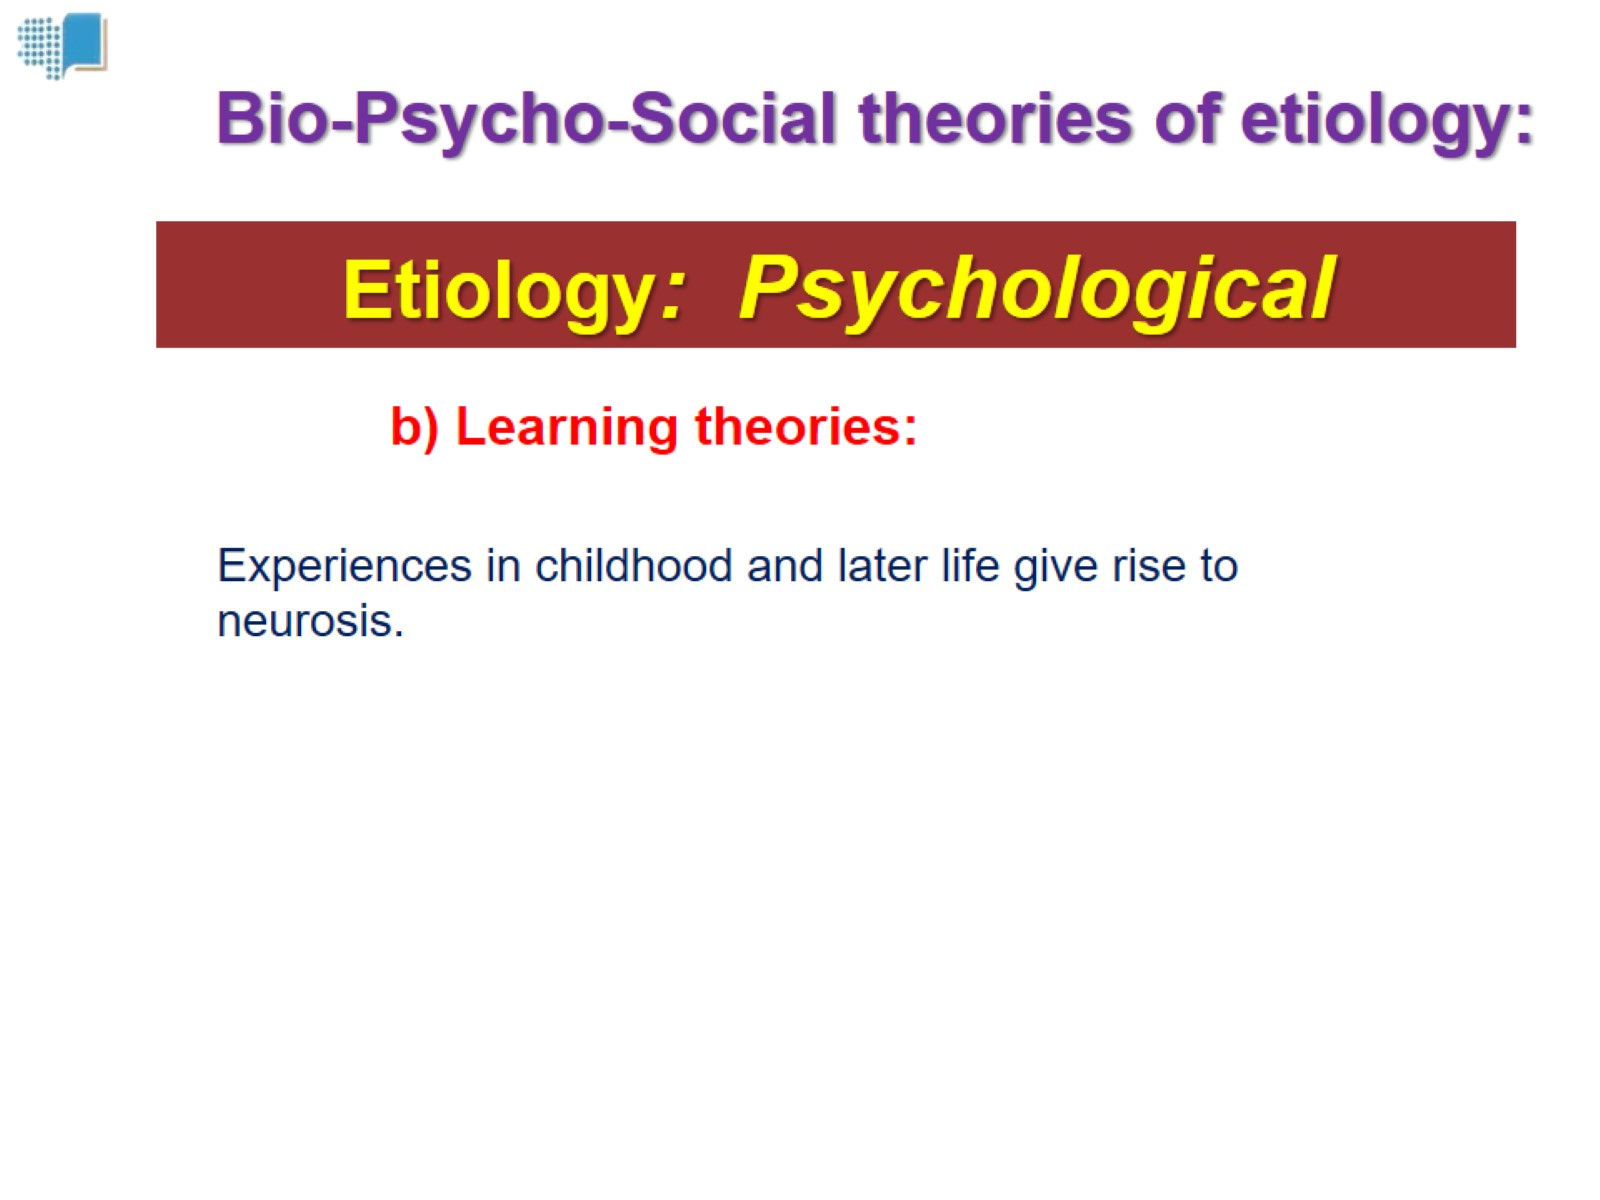 Bio-Psycho-Social theories of etiology:
Etiology: Psychological
b) Learning theories:
Experiences in childhood and later life give rise to
neurosis.